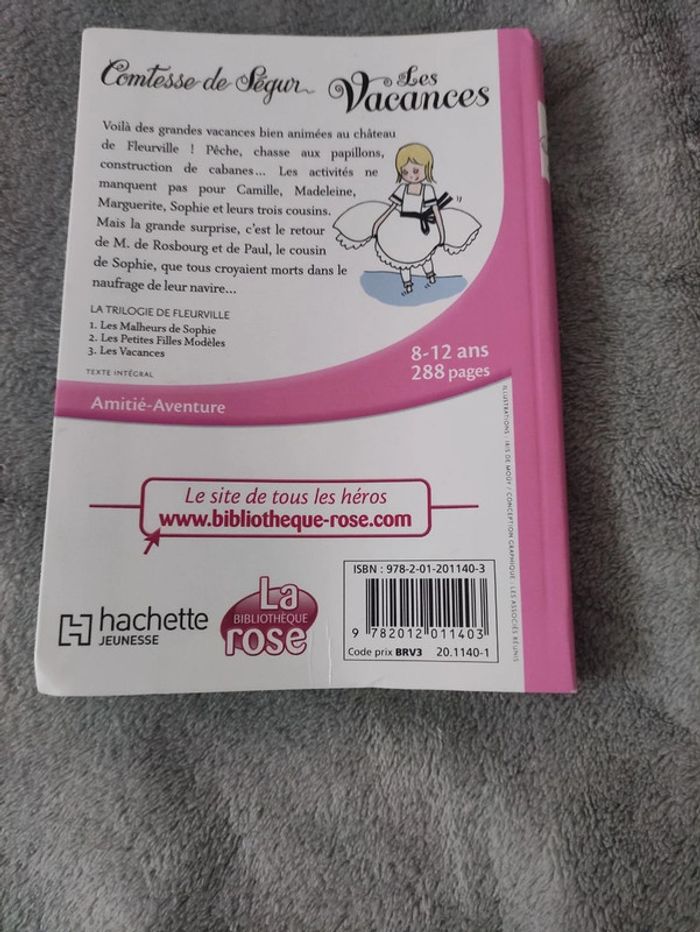 Comtesse de Ségur
Les
Vacances
Voilà des grandes vacances bien animées au château
de Fleurville ! Pêche, chasse aux papillons,
construction de cabanes... Les activités ne
manquent pas pour Camille, Madeleine,
Marguerite, Sophie et leurs trois cousins.
Mais la grande surprise, c'est le retour
de M. de Rosbourg et de Paul, le cousin
de Sophie, que tous croyaient morts dans le
naufrage de leur navire...
LA TRILOGIE DE FLEURVILLE
1. Les Malheurs de Sophie
2. Les Petites Filles Modèles
3. Les Vacances
TEXTE INTÉGRAL
8-12 ans
288 pages
Amitié-Aventure
ILLUSTRATIONS : IRIS DE MOÜY / CONCEPTION GRAPHIQUE : LES ASSOCIÉS RÉUNIS
Le site de tous les héros
www.bibliotheque-rose.com
hachette
JEUNESSE
La
BIBLIOTHÈQUE
rose
ISBN : 978-2-01-201140-3
9 782012 011403
Code prix BRV3 20.1140-1